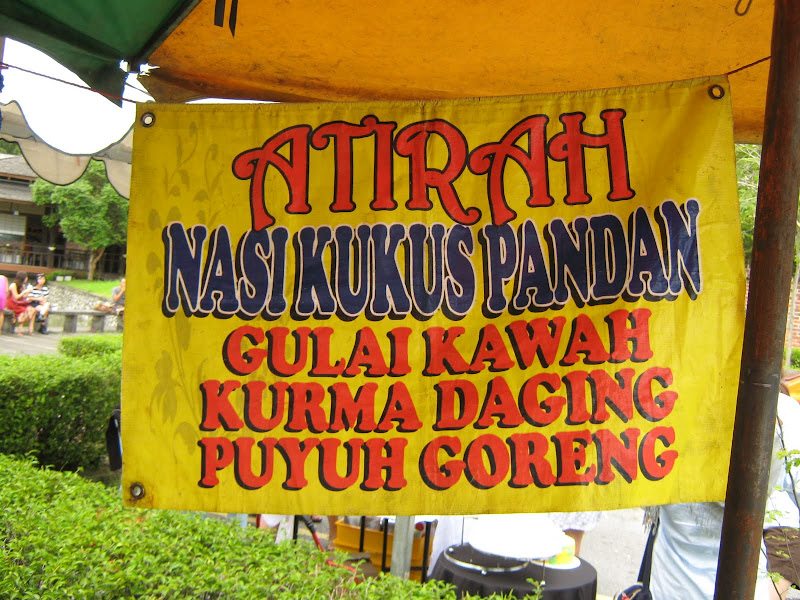 ATIRAH
NASI KUKUS PANDAN
GULAI KAWAH
KURMA DAGING
PUYUH GORENG